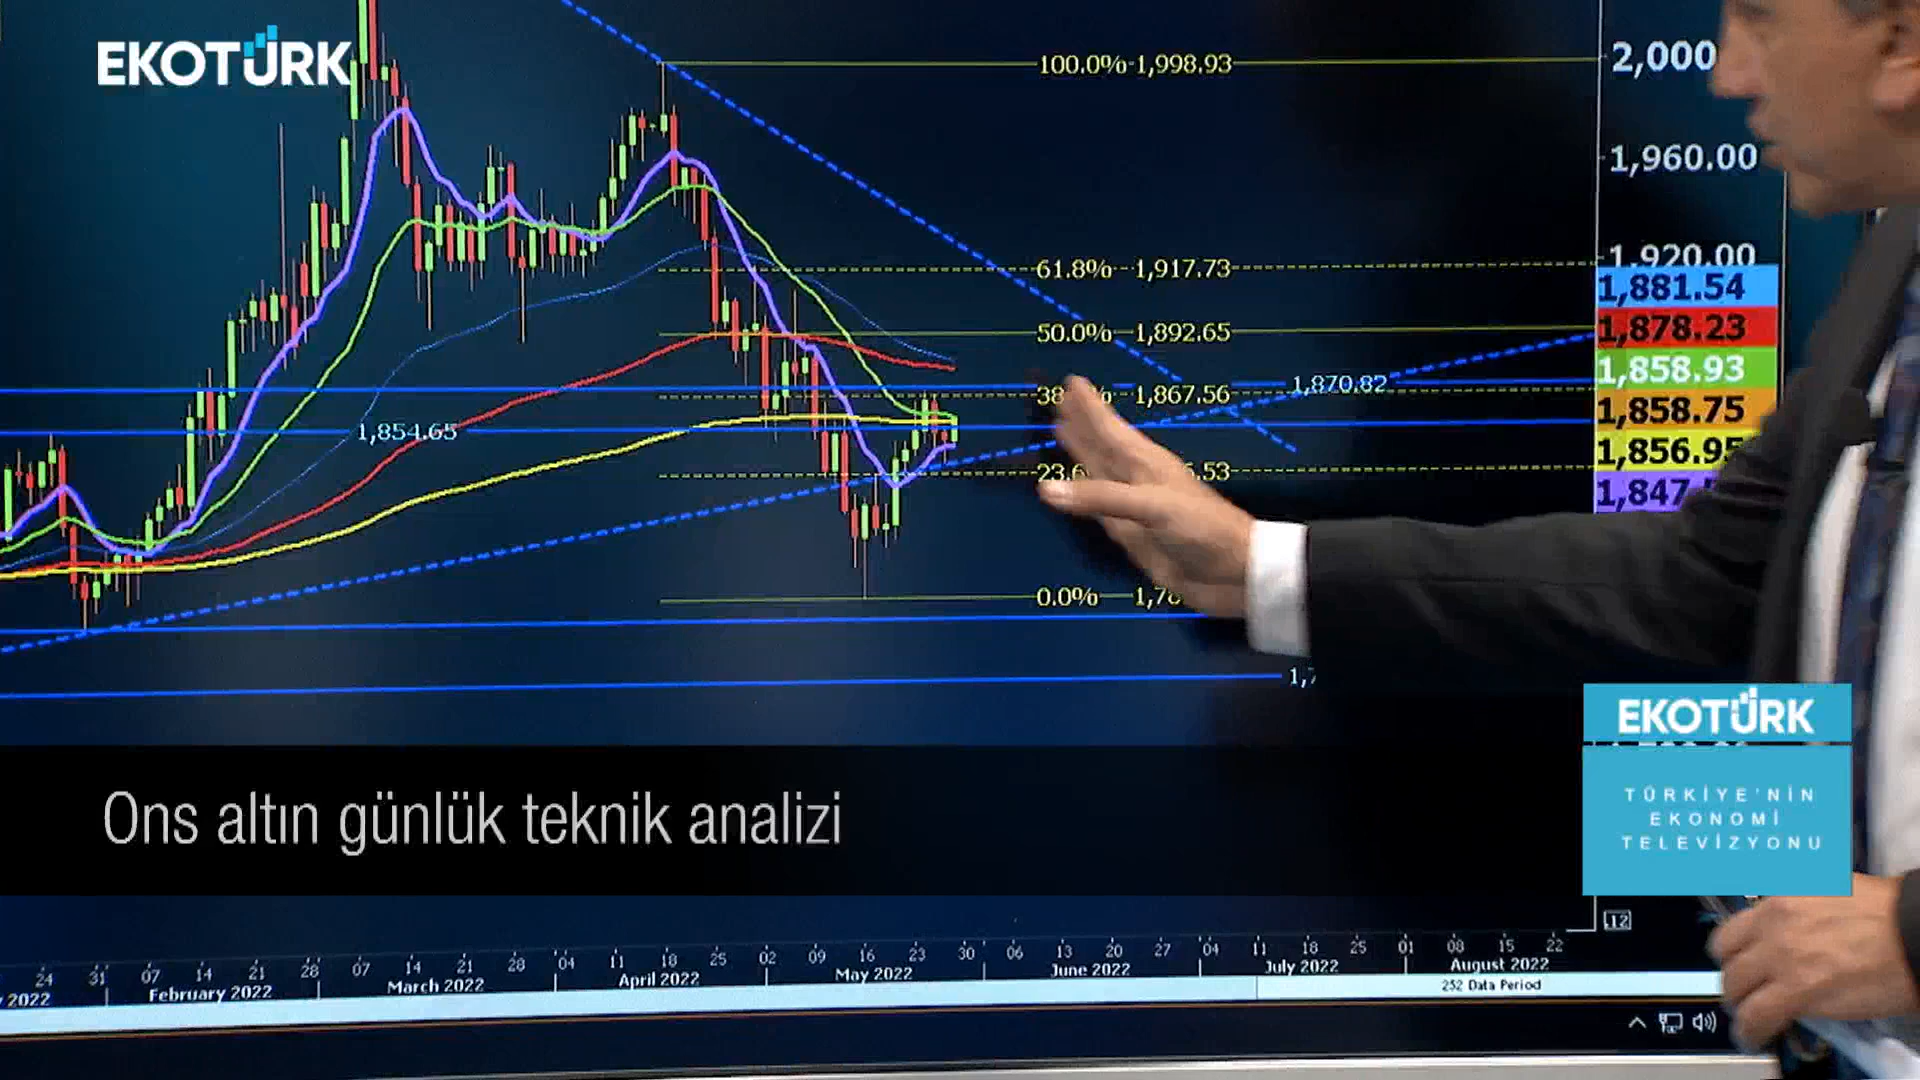 EKOTÜRK
100.0% 1,998.93
2,000
1,960.00
1,920.00
61.8% 1,917.73
1,881.54
1,878.23
50.0% 1,892.65
1,858.93
1,870.82
1,867.56
1,858.75
1,854.65
1,856.95
0.0%
EKOTÜRK
TÜRKİYE'NİN
EKONOMİ
TELEVİZYONU
Ons altın günlük teknik analizi
12
24 31 07 14 21 28 07 14 21 28 04 11 18 25 02 09 16 23 30 06 13 20 27 04 11 18 25 01 08 15 22
2022 February 2022 March 2022 April 2022 May 2022 June 2022 July 2022 August 2022
252 Data Period